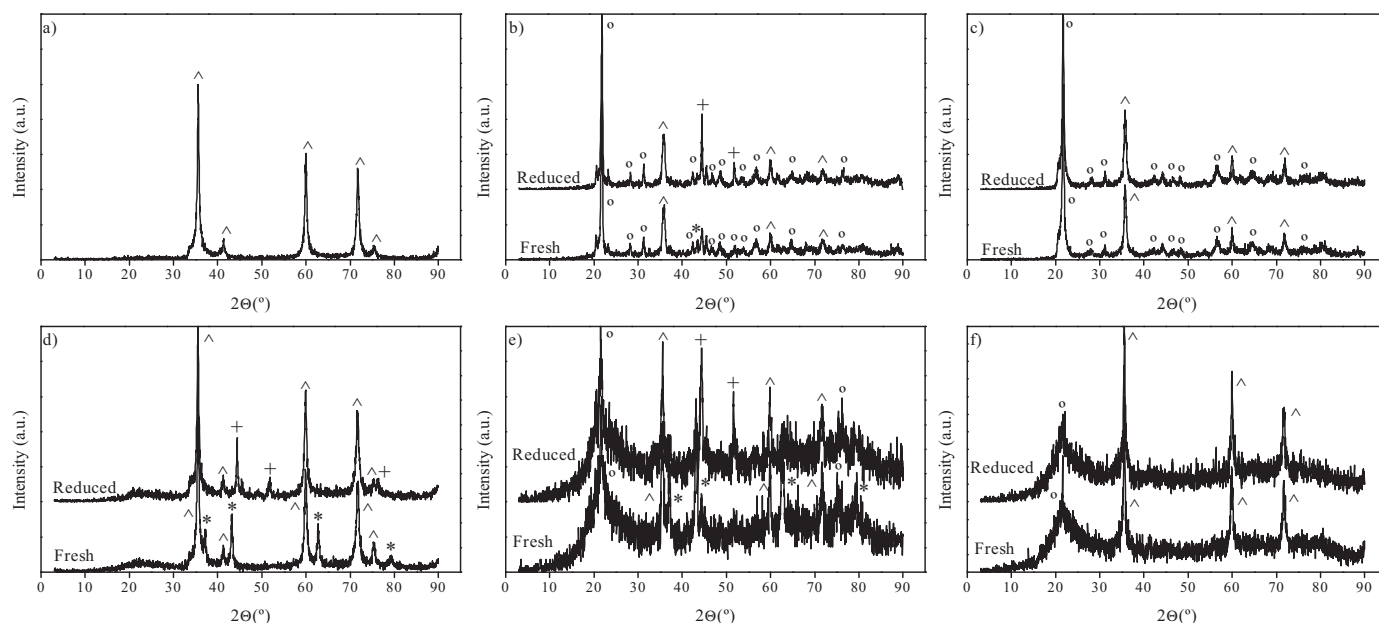 a)
^
^
^
^
^
Intensity (a.u.)
0 10 20 30 40 50 60 70 80 90
2Θ(º)
b)
o
+
^
o o o o o + o o ^ o ^ o
Reduced
o
^
o o o * o o o o o ^ o ^ o
Fresh
Intensity (a.u.)
0 10 20 30 40 50 60 70 80 90
2Θ(º)
c)
o
^
o o o o o o o ^ o ^ o
Reduced
o
^
o o o o o o o ^ o ^ o
Fresh
Intensity (a.u.)
0 10 20 30 40 50 60 70 80 90
2Θ(º)
d)
^
^ + + ^ ^ ^ +
Reduced
^ * ^ * ^ * ^ ^ *
Fresh
Intensity (a.u.)
0 10 20 30 40 50 60 70 80 90
2Θ(º)
e)
o ^ + + ^ ^ o
Reduced
o ^ * * ^ * ^ o *
Fresh
Intensity (a.u.)
0 10 20 30 40 50 60 70 80 90
2Θ(º)
f)
o ^ ^ ^
Reduced
o ^ ^ ^
Fresh
Intensity (a.u.)
0 10 20 30 40 50 60 70 80 90
2Θ(º)